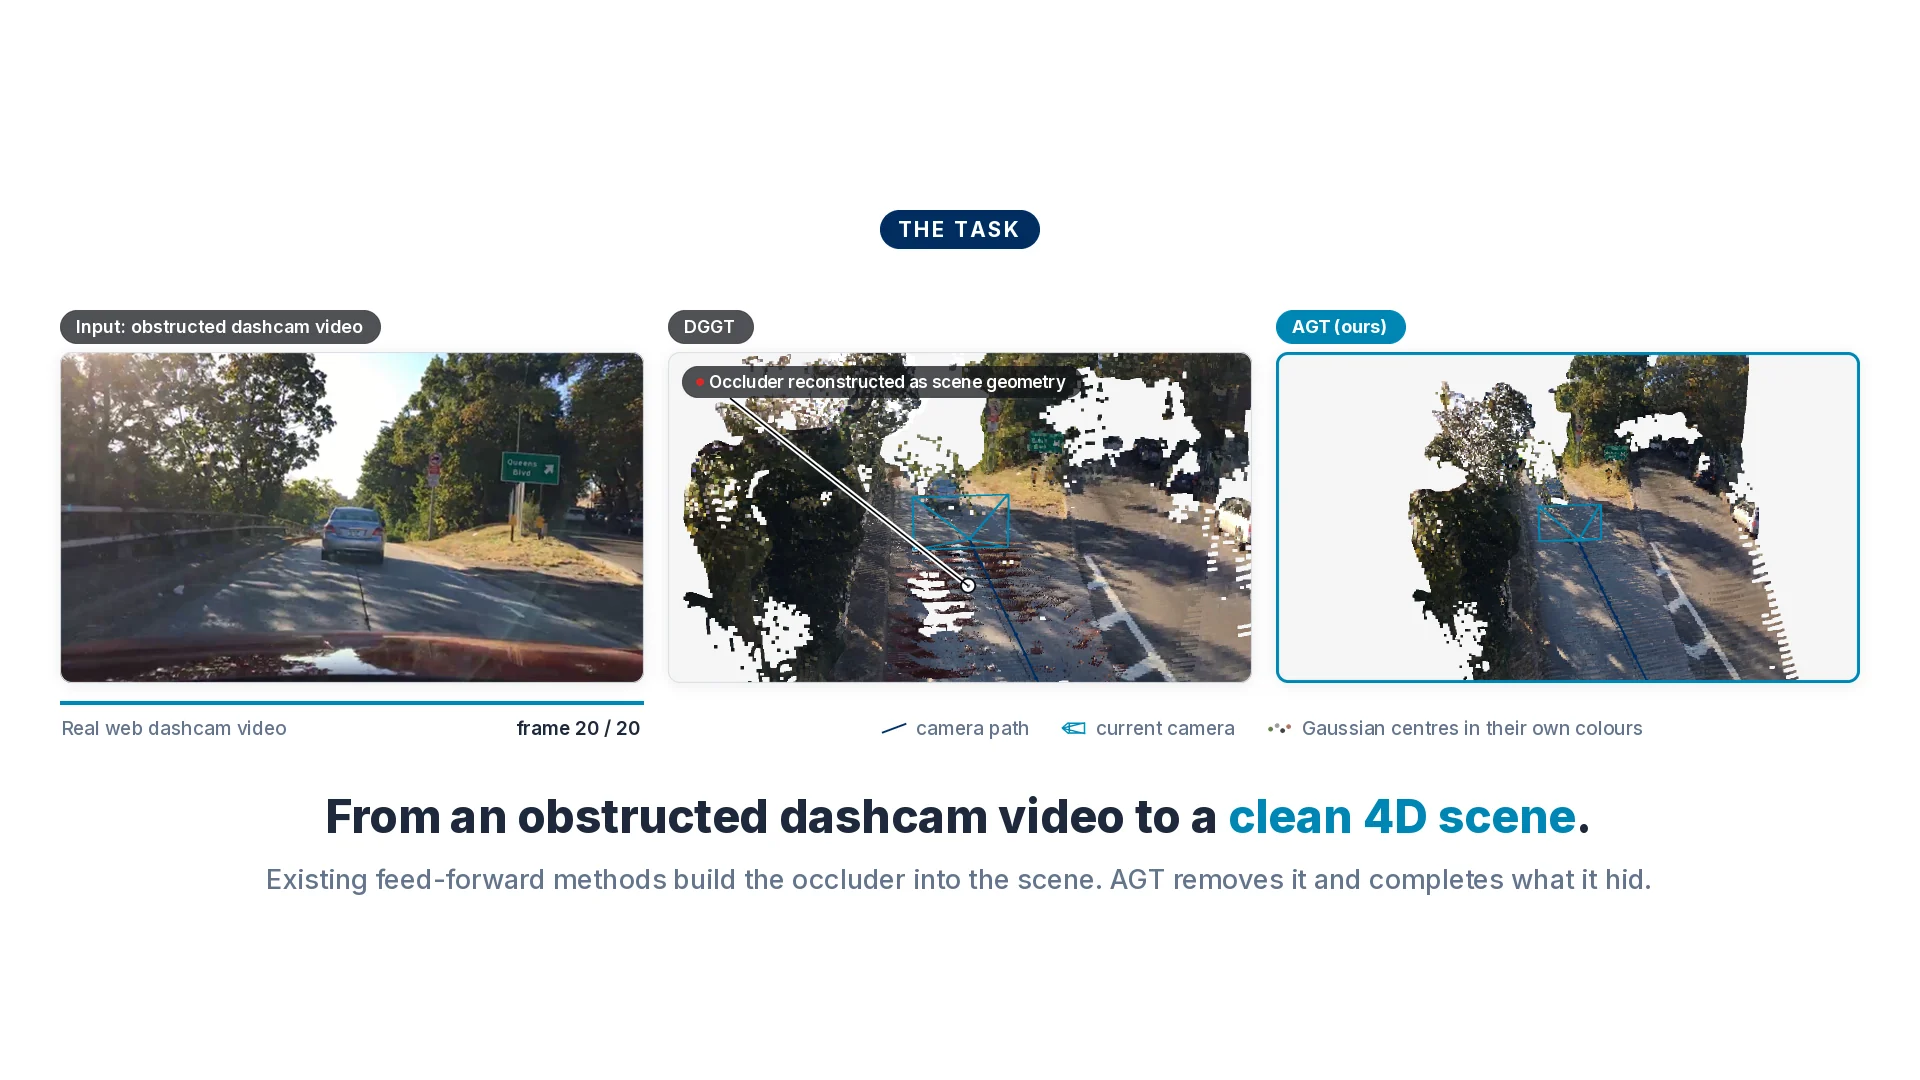 THE TASK
Input: obstructed dashcam video
DGGT
AGT (ours)
Occluder reconstructed as scene geometry
Queens
Blvd
Real web dashcam video
frame 20 / 20
camera path
current camera
Gaussian centres in their own colours
From an obstructed dashcam video to a clean 4D scene.
Existing feed-forward methods build the occluder into the scene. AGT removes it and completes what it hid.